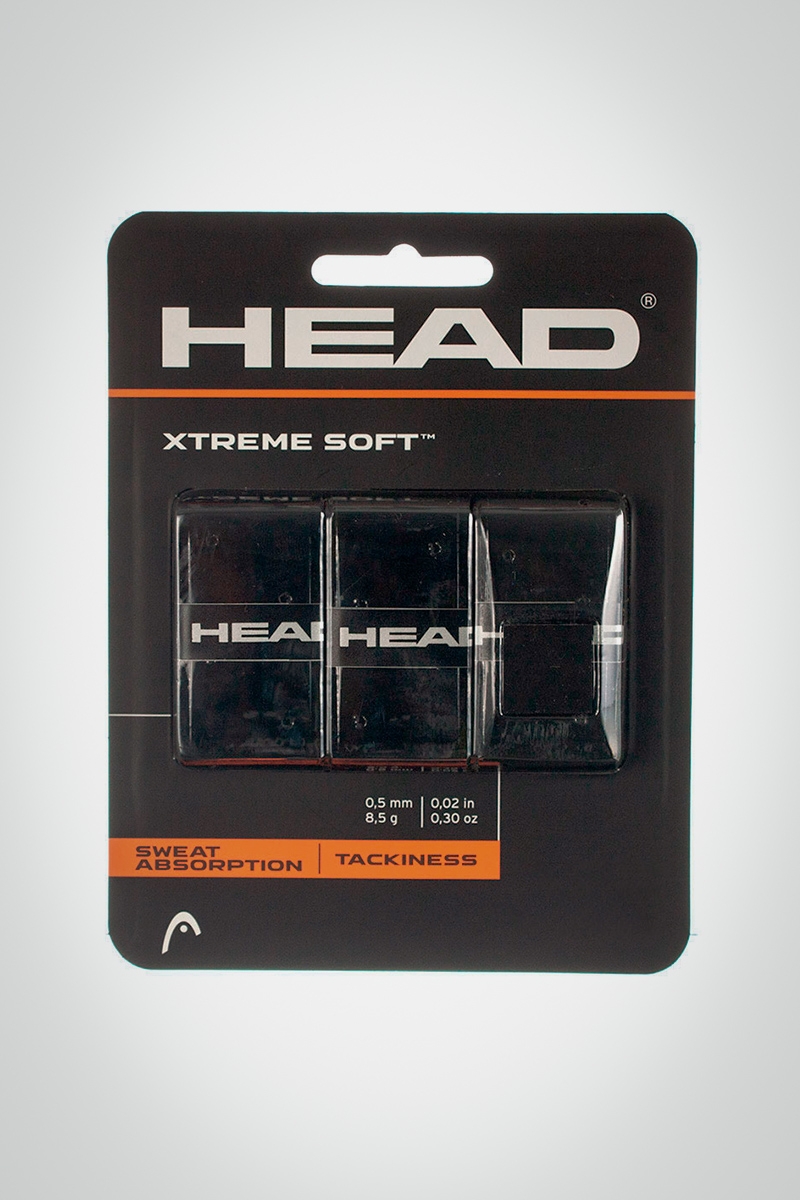 HEAD®
XTREME SOFT™
HEAD
HEAD
0,5 mm | 0,02 in
8,5 g | 0,30 oz
SWEAT
ABSORPTION | TACKINESS